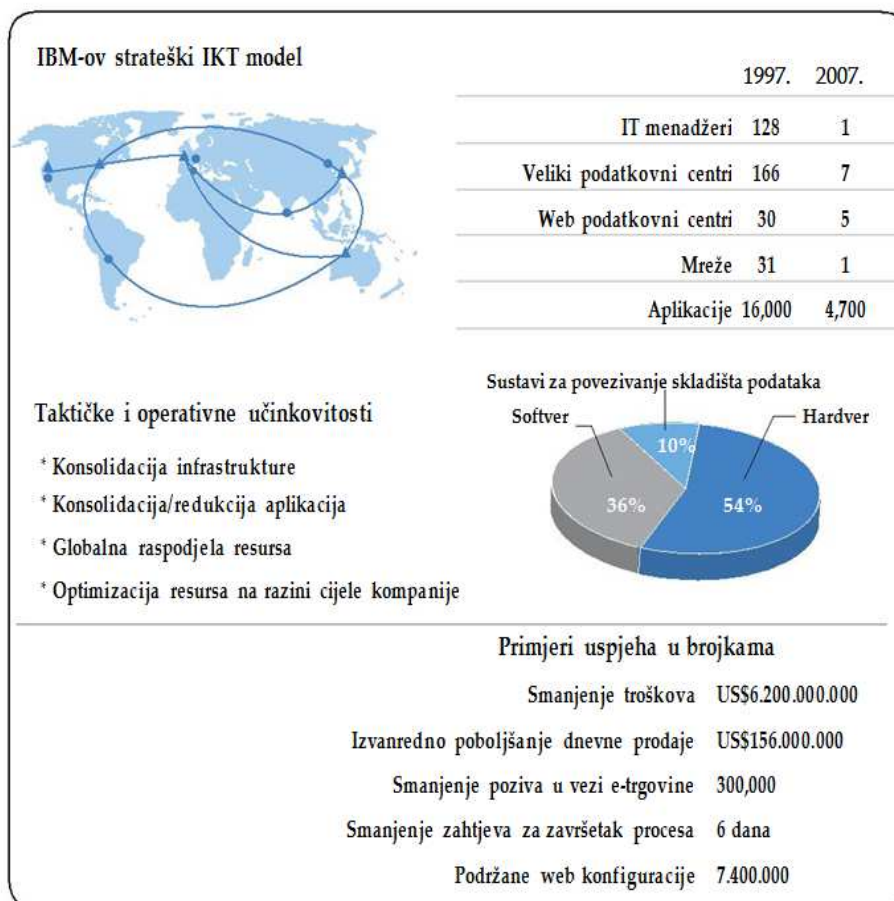 IBM-ov strateški IKT model
1997. 2007.
IT menadžeri 128 1
Veliki podatkovni centri 166 7
Web podatkovni centri 30 5
Mreže 31 1
Aplikacije 16,000 4,700
Taktičke i operativne učinkovitosti
* Konsolidacija infrastrukture
* Konsolidacija/redukcija aplikacija
* Globalna raspodjela resursa
* Optimizacija resursa na razini cijele kompanije
Sustavi za povezivanje skladišta podataka
Softver Hardver
10%
36% 54%
Primjeri uspjeha u brojkama
Smanjenje troškova US$6.200.000.000
Izvanredno poboljšanje dnevne prodaje US$156.000.000
Smanjenje poziva u vezi e-trgovine 300,000
Smanjenje zahtjeva za završetak procesa 6 dana
Podržane web konfiguracije 7.400.000